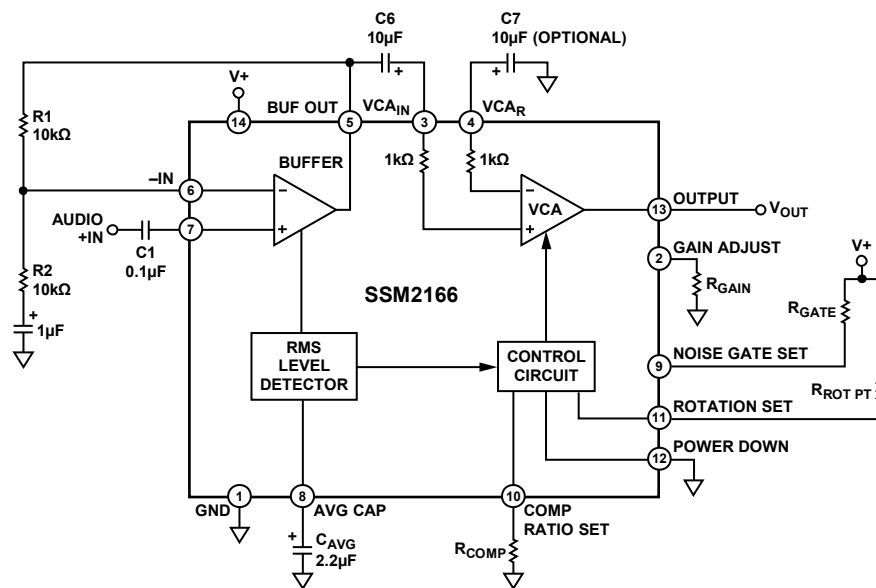 C6
10µF
C7
10µF (OPTIONAL)
V+
BUF OUT
VCAIN
VCAR
14
5
3
4
R1
10kΩ
1kΩ
1kΩ
BUFFER
–IN
6
–
–
OUTPUT
VCA
13
VOUT
AUDIO
+IN
7
+
+
C1
0.1µF
GAIN ADJUST
2
V+
R2
10kΩ
RGAIN
SSM2166
RGATE
+
1µF
RMS
LEVEL
DETECTOR
CONTROL
CIRCUIT
9
NOISE GATE SET
RROT PT
11
ROTATION SET
POWER DOWN
12
GND
1
8
AVG CAP
10
COMP
RATIO SET
+
CAVG
2.2µF
RCOMP
+
+